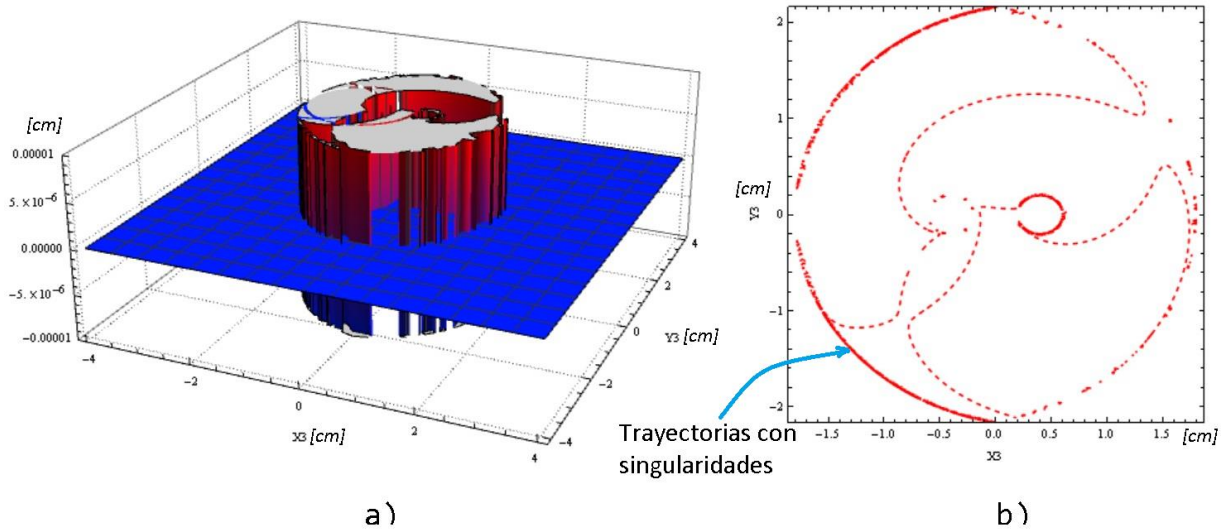 [cm]
0.00001
5. × 10⁻⁶
0.00000
−5. × 10⁻⁶
−0.00001
−4
−2
0
2
4
X3 [cm]
−4
−2
0
2
4
Y3 [cm]
a)
2
1
0
−1
−2
[cm]
Y3
−1.5
−1.0
−0.5
0.0
0.5
1.0
1.5
[cm]
X3
Trayectorias con
singularidades
b)